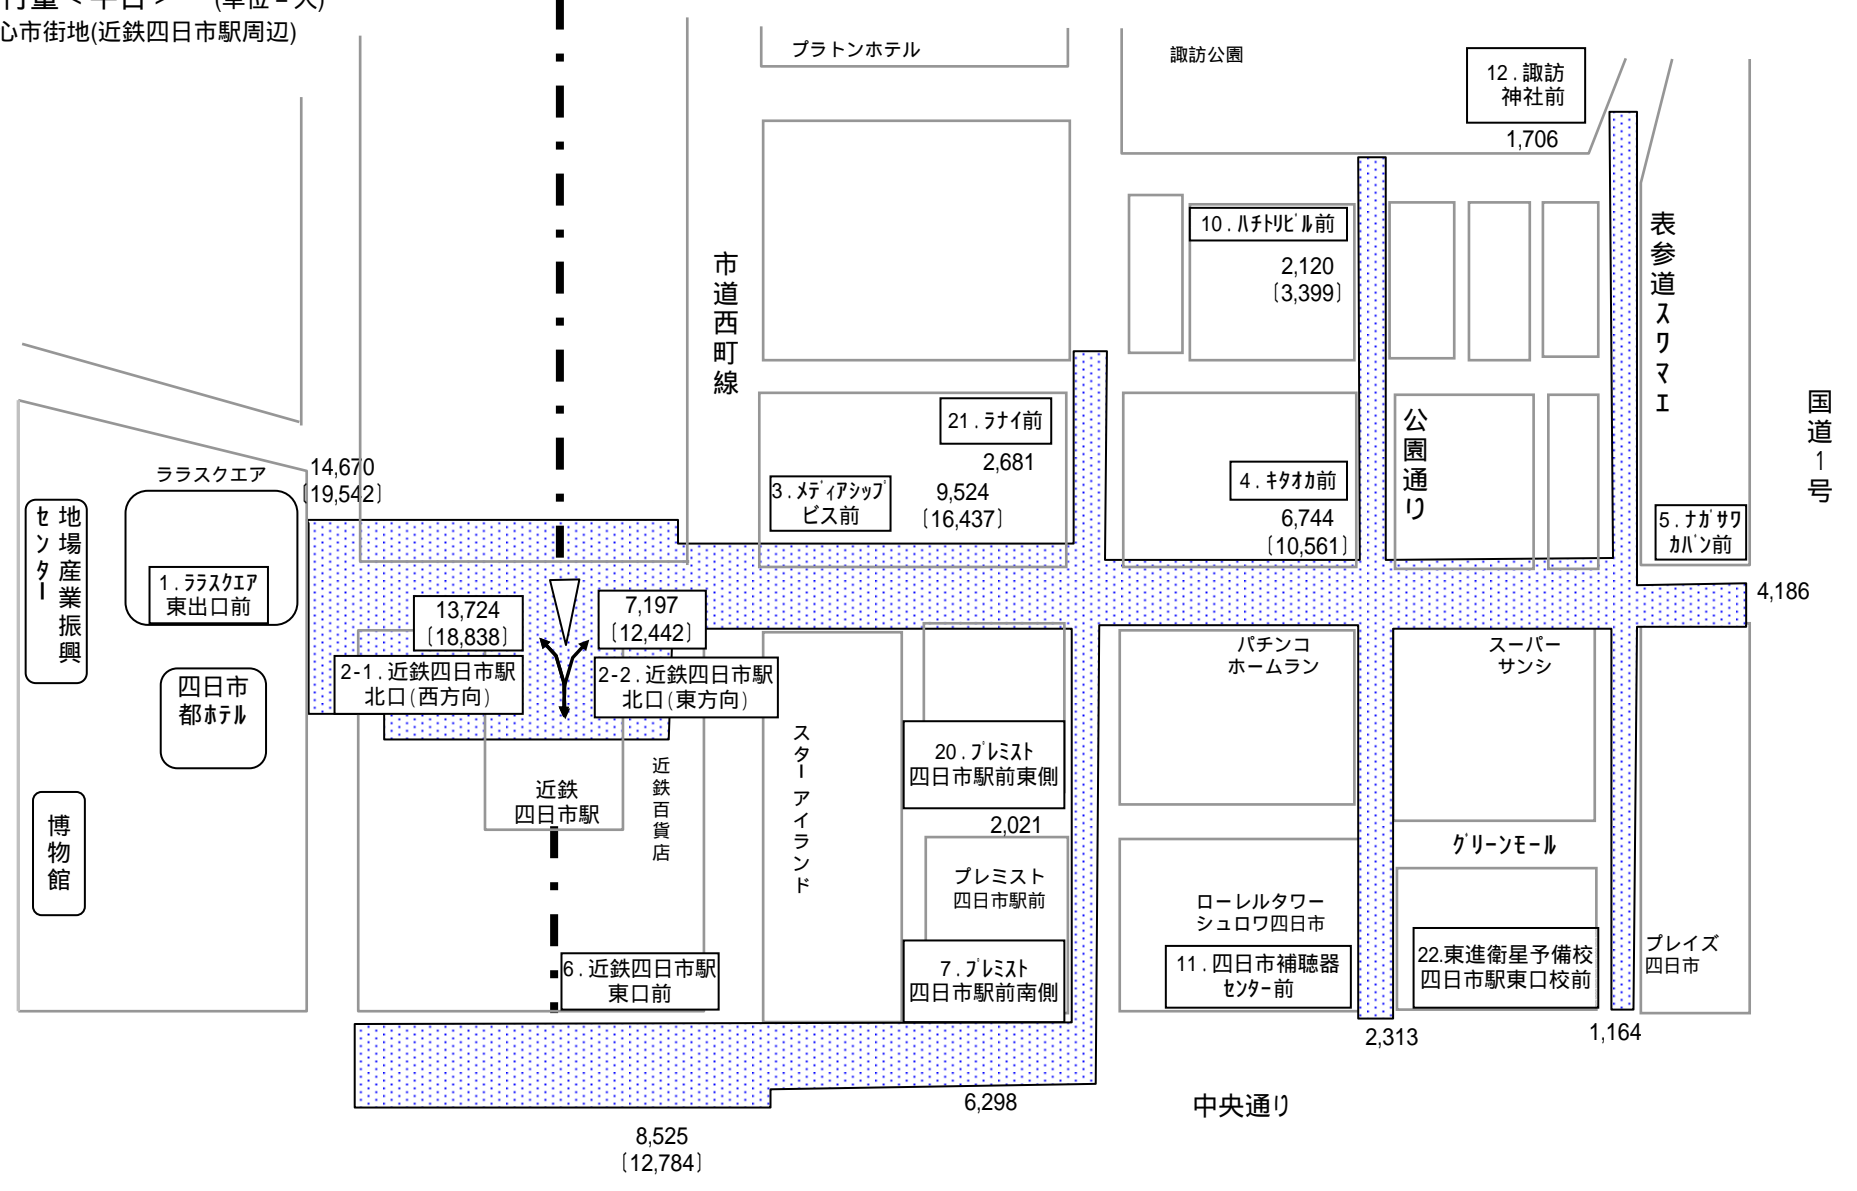 行量＜平日＞　(単位＝人)
心市街地(近鉄四日市駅周辺)
プラトンホテル
諏訪公園
12．諏訪
神社前
1,706
10．ﾊﾁﾄﾘﾋﾞﾙ前
2,120
〔3,399〕
表参道スワマエ
市道西町線
国道1号
公園通り
21．ﾗﾅｲ前
2,681
3．ﾒﾃﾞｨｱｼｯﾌﾟ
ビス前
9,524
〔16,437〕
4．ｷﾀｵｶ前
6,744
〔10,561〕
5．ﾅｶﾞｻﾜ
ｶﾊﾞﾝ前
4,186
ララスクエア
14,670
〔19,542〕
地場産業振興
センター
1．ﾗﾗｽｸｴｱ
東出口前
13,724
〔18,838〕
7,197
〔12,442〕
2-1．近鉄四日市駅
北口(西方向)
2-2．近鉄四日市駅
北口(東方向)
四日市
都ﾎﾃﾙ
パチンコ
ホームラン
スーパー
サンシ
スターアイランド
20．ﾌﾟﾚﾐｽﾄ
四日市駅前東側
2,021
近鉄
四日市駅
近鉄百貨店
博物館
グリーンモール
プレミスト
四日市駅前
ローレルタワー
シュロワ四日市
6．近鉄四日市駅
東口前
7．ﾌﾟﾚﾐｽﾄ
四日市駅前南側
11．四日市補聴器
ｾﾝﾀｰ前
22.東進衛星予備校
四日市駅東口校前
プレイズ
四日市
2,313
1,164
6,298
中央通り
8,525
〔12,784〕